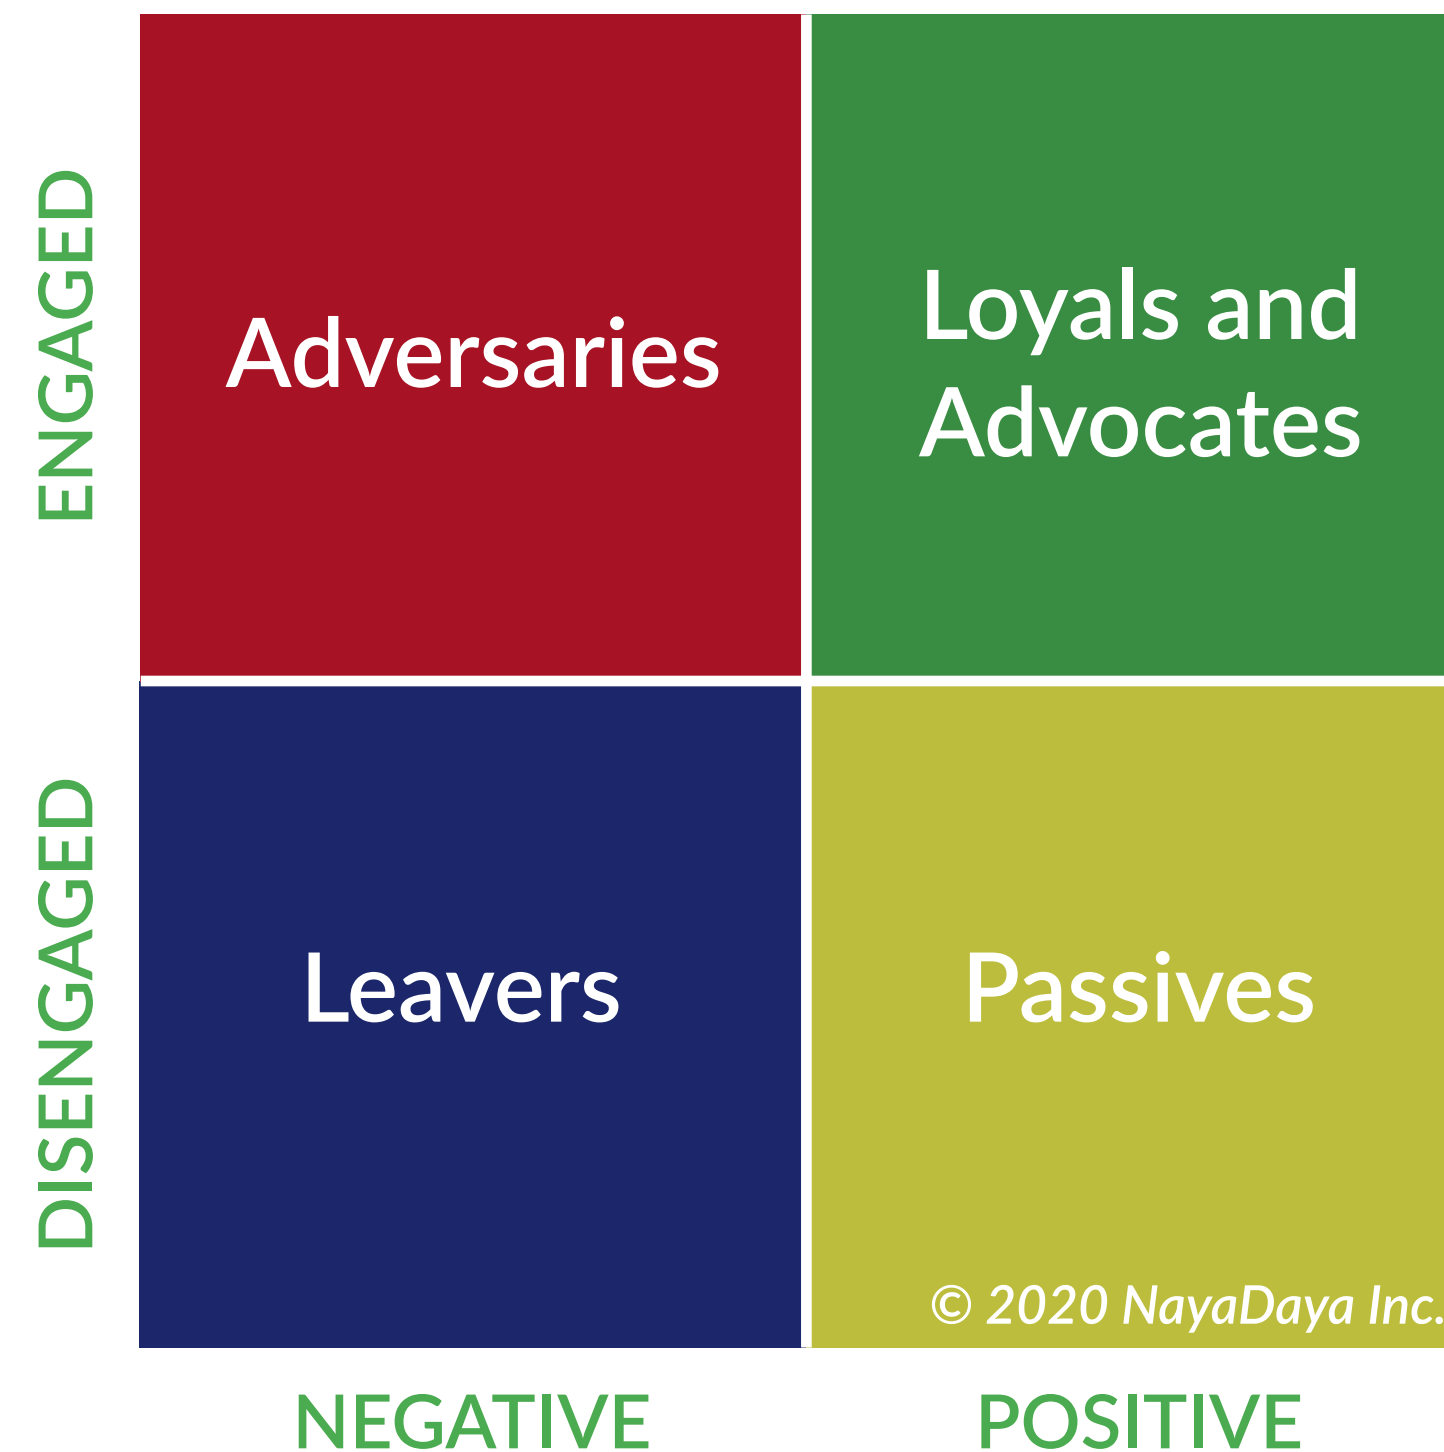 ENGAGED
Adversaries
Loyals and
Advocates
DISENGAGED
Leavers
Passives
© 2020 NayaDaya Inc.
NEGATIVE
POSITIVE